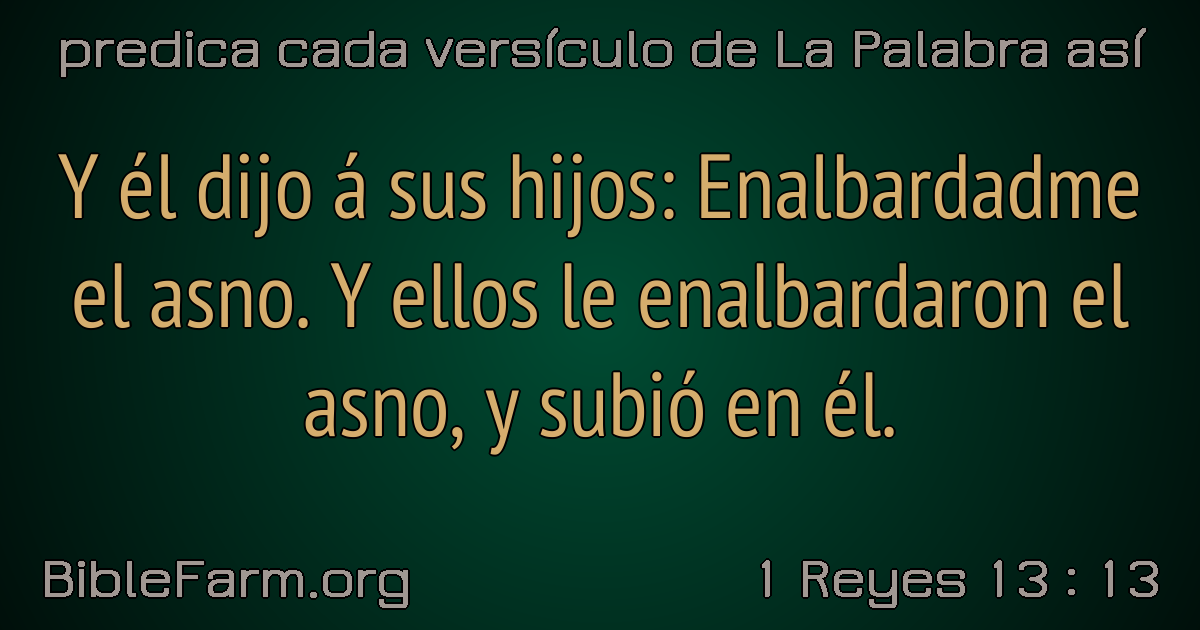 predica cada versículo de La Palabra así
Y él dijo á sus hijos: Enalbardadme
el asno. Y ellos le enalbardaron el
asno, y subió en él.
BibleFarm.org
1 Reyes 13 : 13